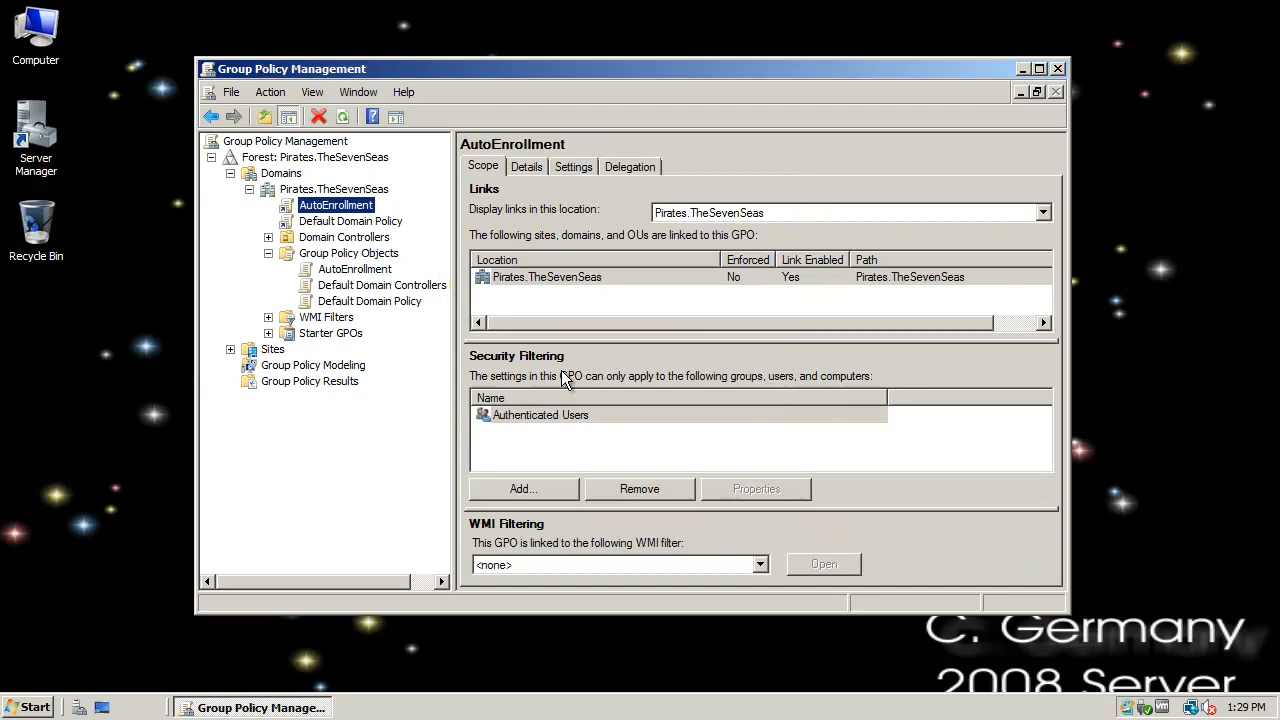 Computer
Server
Manager
Recycle Bin
Group Policy Management
File Action View Window Help
Group Policy Management
Forest: Pirates.TheSevenSeas
Domains
Pirates.TheSevenSeas
AutoEnrollment
Default Domain Policy
Domain Controllers
Group Policy Objects
AutoEnrollment
Default Domain Controllers
Default Domain Policy
WMI Filters
Starter GPOs
Sites
Group Policy Modeling
Group Policy Results
AutoEnrollment
Scope Details Settings Delegation
Links
Display links in this location: Pirates.TheSevenSeas
The following sites, domains, and OUs are linked to this GPO:
Location Enforced Link Enabled Path
Pirates.TheSevenSeas No Yes Pirates.TheSevenSeas
Security Filtering
The settings in this GPO can only apply to the following groups, users, and computers:
Name
Authenticated Users
Add... Remove Properties
WMI Filtering
This GPO is linked to the following WMI filter:
<none> Open
C. Germany
2008 Server
Start Group Policy Manage... 1:29 PM